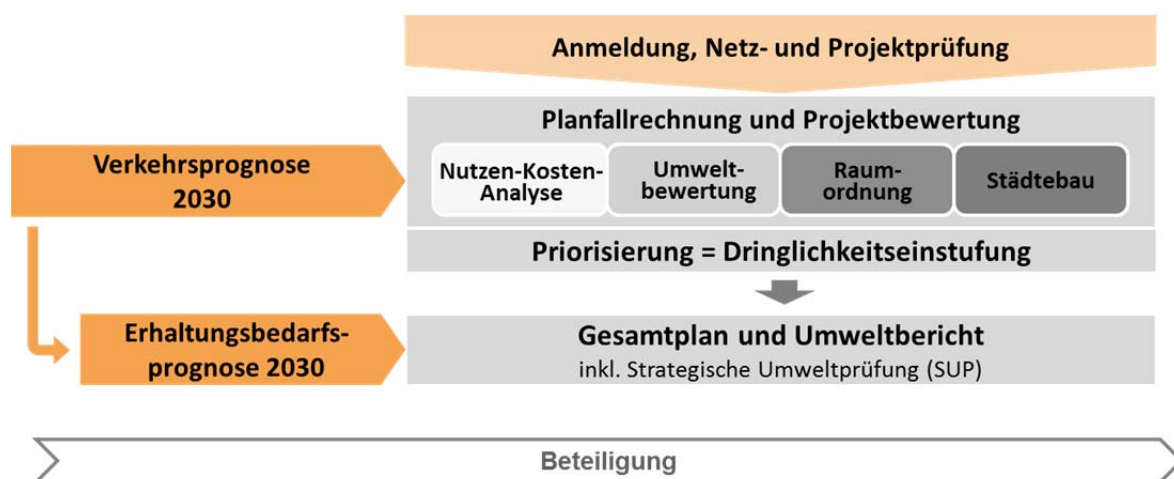 Anmeldung, Netz- und Projektprüfung
Planfallrechnung und Projektbewertung
Verkehrsprognose
2030
Nutzen-Kosten-
Analyse
Umwelt-
bewertung
Raum-
ordnung
Städtebau
Priorisierung = Dringlichkeitseinstufung
Erhaltungsbedarfs-
prognose 2030
Gesamtplan und Umweltbericht
inkl. Strategische Umweltprüfung (SUP)
Beteiligung